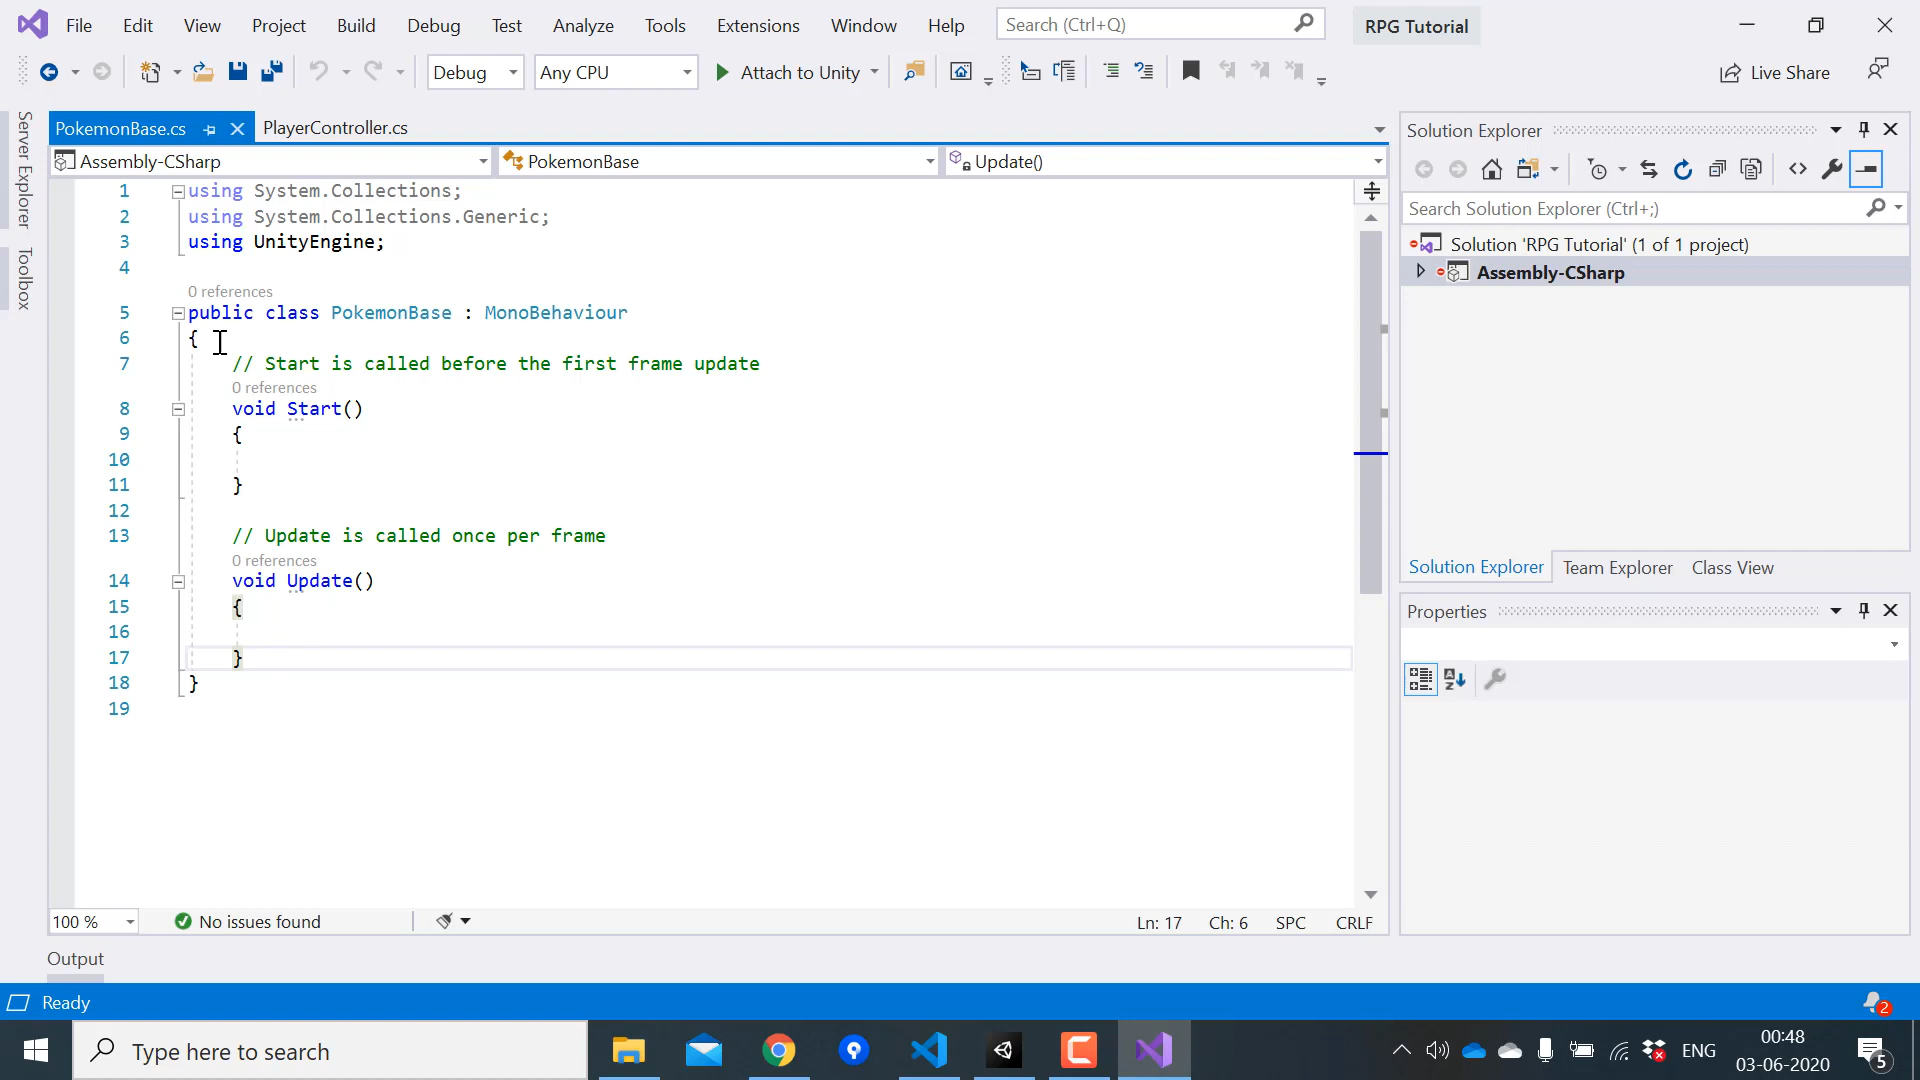 File Edit View Project Build Debug Test Analyze Tools Extensions Window Help Search (Ctrl+Q) RPG Tutorial
Debug Any CPU Attach to Unity Live Share
Server Explorer
Toolbox
PokemonBase.cs PlayerController.cs
Assembly-CSharp PokemonBase Update()
1 using System.Collections;
2 using System.Collections.Generic;
3 using UnityEngine;
4
0 references
5 public class PokemonBase : MonoBehaviour
6 {
7 // Start is called before the first frame update
0 references
8 void Start()
9 {
10
11 }
12
13 // Update is called once per frame
0 references
14 void Update()
15 {
16
17 }
18 }
19
100 % No issues found Ln: 17 Ch: 6 SPC CRLF
Solution Explorer
Search Solution Explorer (Ctrl+;)
Solution 'RPG Tutorial' (1 of 1 project)
Assembly-CSharp
Solution Explorer Team Explorer Class View
Properties
Output
Ready 2
Type here to search ENG 00:48
03-06-2020 5